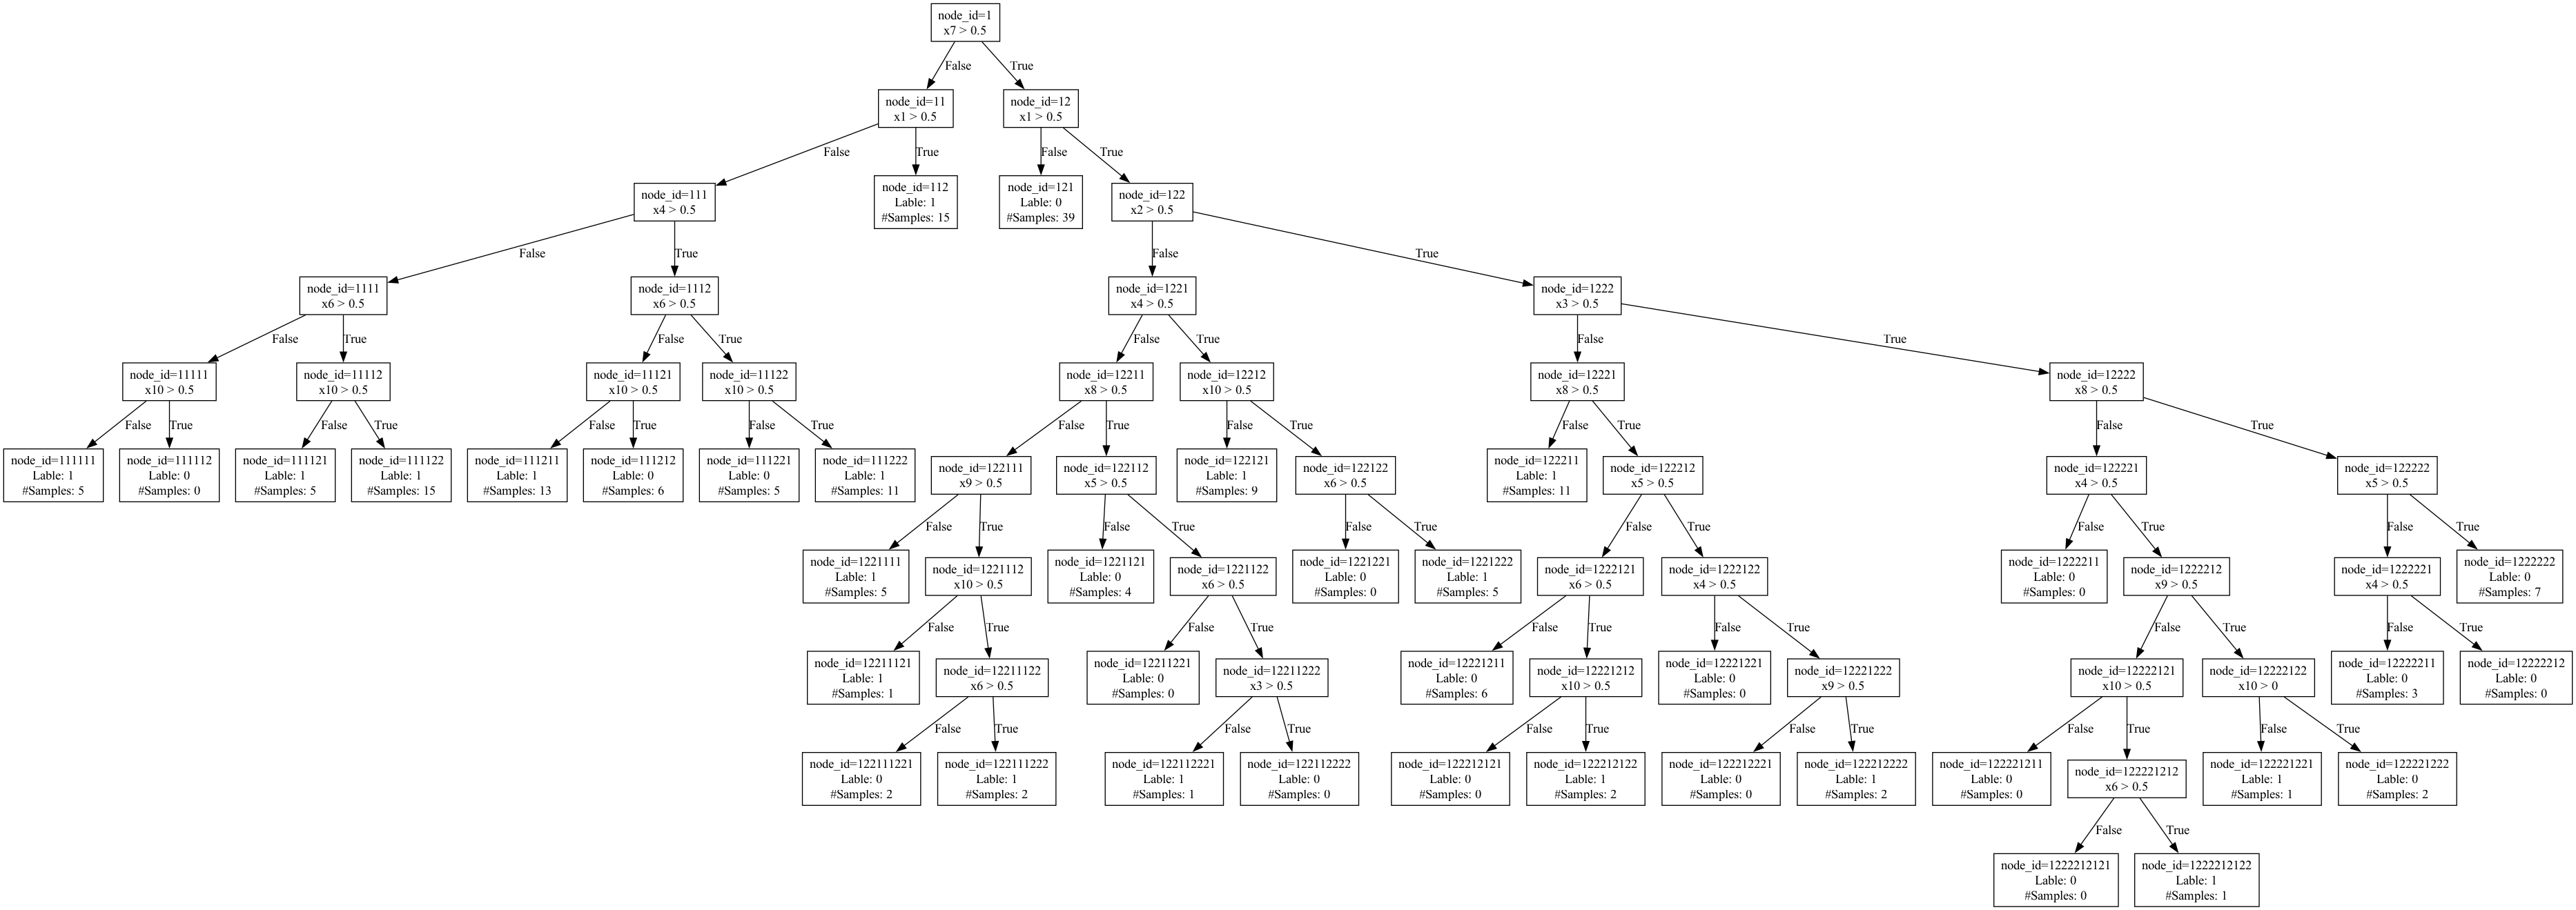 node_id=1
x7 > 0.5
False
True
node_id=11
x1 > 0.5
node_id=12
x1 > 0.5
False
True
False
True
node_id=111
x4 > 0.5
node_id=112
Lable: 1
#Samples: 15
node_id=121
Lable: 0
#Samples: 39
node_id=122
x2 > 0.5
False
True
False
True
node_id=1111
x6 > 0.5
node_id=1112
x6 > 0.5
node_id=1221
x4 > 0.5
node_id=1222
x3 > 0.5
False
True
False
True
False
True
False
True
node_id=11111
x10 > 0.5
node_id=11112
x10 > 0.5
node_id=11121
x10 > 0.5
node_id=11122
x10 > 0.5
node_id=12211
x8 > 0.5
node_id=12212
x10 > 0.5
node_id=12221
x8 > 0.5
node_id=12222
x8 > 0.5
False
True
False
True
False
True
False
True
False
True
False
True
False
True
False
True
node_id=111111
Lable: 1
#Samples: 5
node_id=111112
Lable: 0
#Samples: 0
node_id=111121
Lable: 1
#Samples: 5
node_id=111122
Lable: 1
#Samples: 15
node_id=111211
Lable: 1
#Samples: 13
node_id=111212
Lable: 0
#Samples: 6
node_id=111221
Lable: 0
#Samples: 5
node_id=111222
Lable: 1
#Samples: 11
node_id=122111
x9 > 0.5
node_id=122112
x5 > 0.5
node_id=122121
Lable: 1
#Samples: 9
node_id=122122
x6 > 0.5
node_id=122211
Lable: 1
#Samples: 11
node_id=122212
x5 > 0.5
node_id=122221
x4 > 0.5
node_id=122222
x5 > 0.5
False
True
False
True
False
True
False
True
False
True
False
True
node_id=1221111
Lable: 1
#Samples: 5
node_id=1221112
x10 > 0.5
node_id=1221121
Lable: 0
#Samples: 4
node_id=1221122
x6 > 0.5
node_id=1221221
Lable: 0
#Samples: 0
node_id=1221222
Lable: 1
#Samples: 5
node_id=1222121
x6 > 0.5
node_id=1222122
x4 > 0.5
node_id=1222211
Lable: 0
#Samples: 0
node_id=1222212
x9 > 0.5
node_id=1222221
x4 > 0.5
node_id=1222222
Lable: 0
#Samples: 7
False
True
False
True
False
True
False
True
False
True
False
True
node_id=12211121
Lable: 1
#Samples: 1
node_id=12211122
x6 > 0.5
node_id=12211221
Lable: 0
#Samples: 0
node_id=12211222
x3 > 0.5
node_id=12221211
Lable: 0
#Samples: 6
node_id=12221212
x10 > 0.5
node_id=12221221
Lable: 0
#Samples: 0
node_id=12221222
x9 > 0.5
node_id=12222121
x10 > 0.5
node_id=12222122
x10 > 0
node_id=12222211
Lable: 0
#Samples: 3
node_id=12222212
Lable: 0
#Samples: 0
False
True
False
True
False
True
False
True
False
True
False
True
node_id=122111221
Lable: 0
#Samples: 2
node_id=122111222
Lable: 1
#Samples: 2
node_id=122112221
Lable: 1
#Samples: 1
node_id=122112222
Lable: 0
#Samples: 0
node_id=122212121
Lable: 0
#Samples: 0
node_id=122212122
Lable: 1
#Samples: 2
node_id=122212221
Lable: 0
#Samples: 0
node_id=122212222
Lable: 1
#Samples: 2
node_id=122221211
Lable: 0
#Samples: 0
node_id=122221212
x6 > 0.5
node_id=122221221
Lable: 1
#Samples: 1
node_id=122221222
Lable: 0
#Samples: 2
False
True
node_id=1222212121
Lable: 0
#Samples: 0
node_id=1222212122
Lable: 1
#Samples: 1